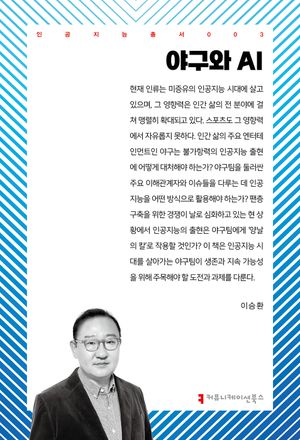 인공지능총서003
야구와 AI
현재 인류는 미증유의 인공지능 시대에 살고
있으며, 그 영향력은 인간 삶의 전 분야에 걸
쳐 맹렬히 확대되고 있다. 스포츠도 그 영향력
에서 자유롭지 못하다. 인간 삶의 주요 엔터테
인먼트인 야구는 불가항력의 인공지능 출현
에 어떻게 대처해야 하는가? 야구팀을 둘러싼
주요 이해관계자와 이슈들을 다루는 데 인공
지능을 어떤 방식으로 활용해야 하는가? 팬층
구축을 위한 경쟁이 날로 심화하고 있는 현 상
황에서 인공지능의 출현은 야구팀에게 '양날
의 칼'로 작용할 것인가? 이 책은 인공지능 시
대를 살아가는 야구팀이 생존과 지속 가능성
을 위해 주목해야 할 도전과 과제를 다룬다.
이승환
커뮤니케이션북스